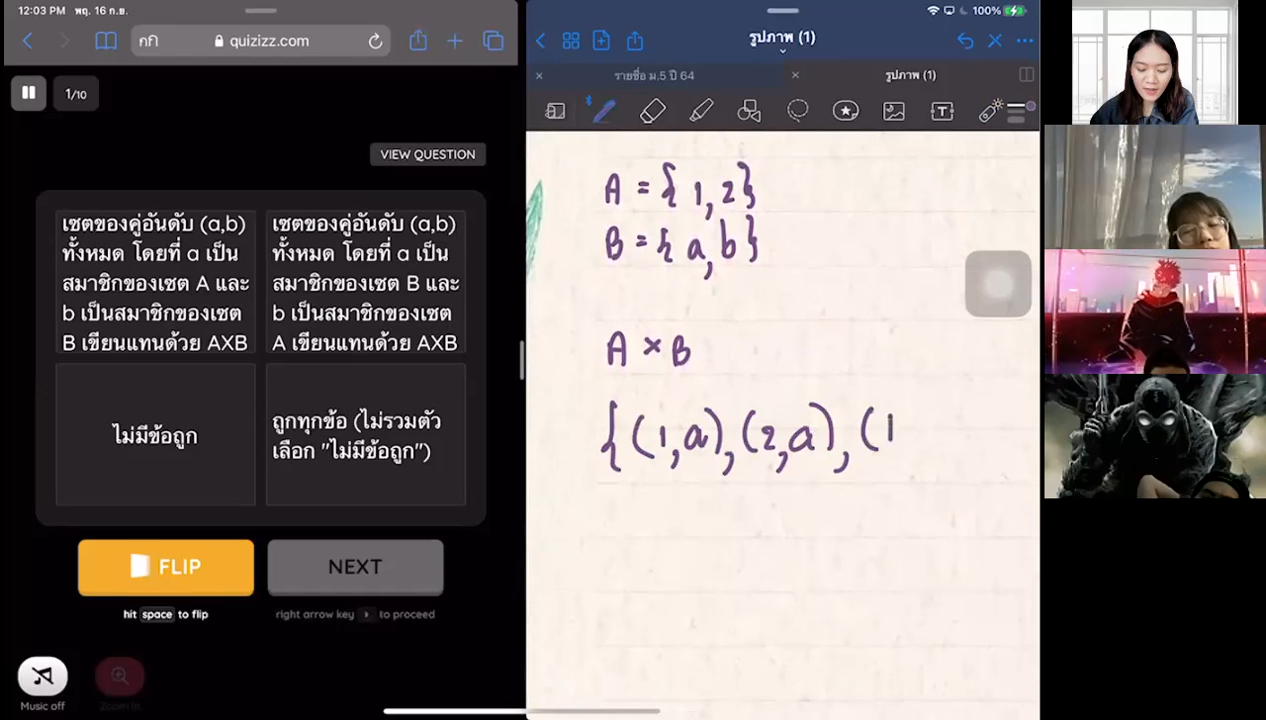 12:03 PM พฤ. 16 ก.ย.
กก quizizz.com
1/10
VIEW QUESTION
เซตของคู่อันดับ (a,b)
ทั้งหมด โดยที่ a เป็น
สมาชิกของเซต A และ
b เป็นสมาชิกของเซต
B เขียนแทนด้วย AXB
เซตของคู่อันดับ (a,b)
ทั้งหมด โดยที่ a เป็น
สมาชิกของเซต B และ
b เป็นสมาชิกของเซต
A เขียนแทนด้วย AXB
ไม่มีข้อถูก
ถูกทุกข้อ (ไม่รวมตัว
เลือก "ไม่มีข้อถูก")
FLIP
NEXT
hit space to flip
right arrow key to proceed
Music off
Zoom In
100%
รูปภาพ (1)
รายชื่อ ม.5 ปี 64
รูปภาพ (1)
A = { 1, 2}
B = { a, b }
A × B
{ (1,a), (2,a), (1